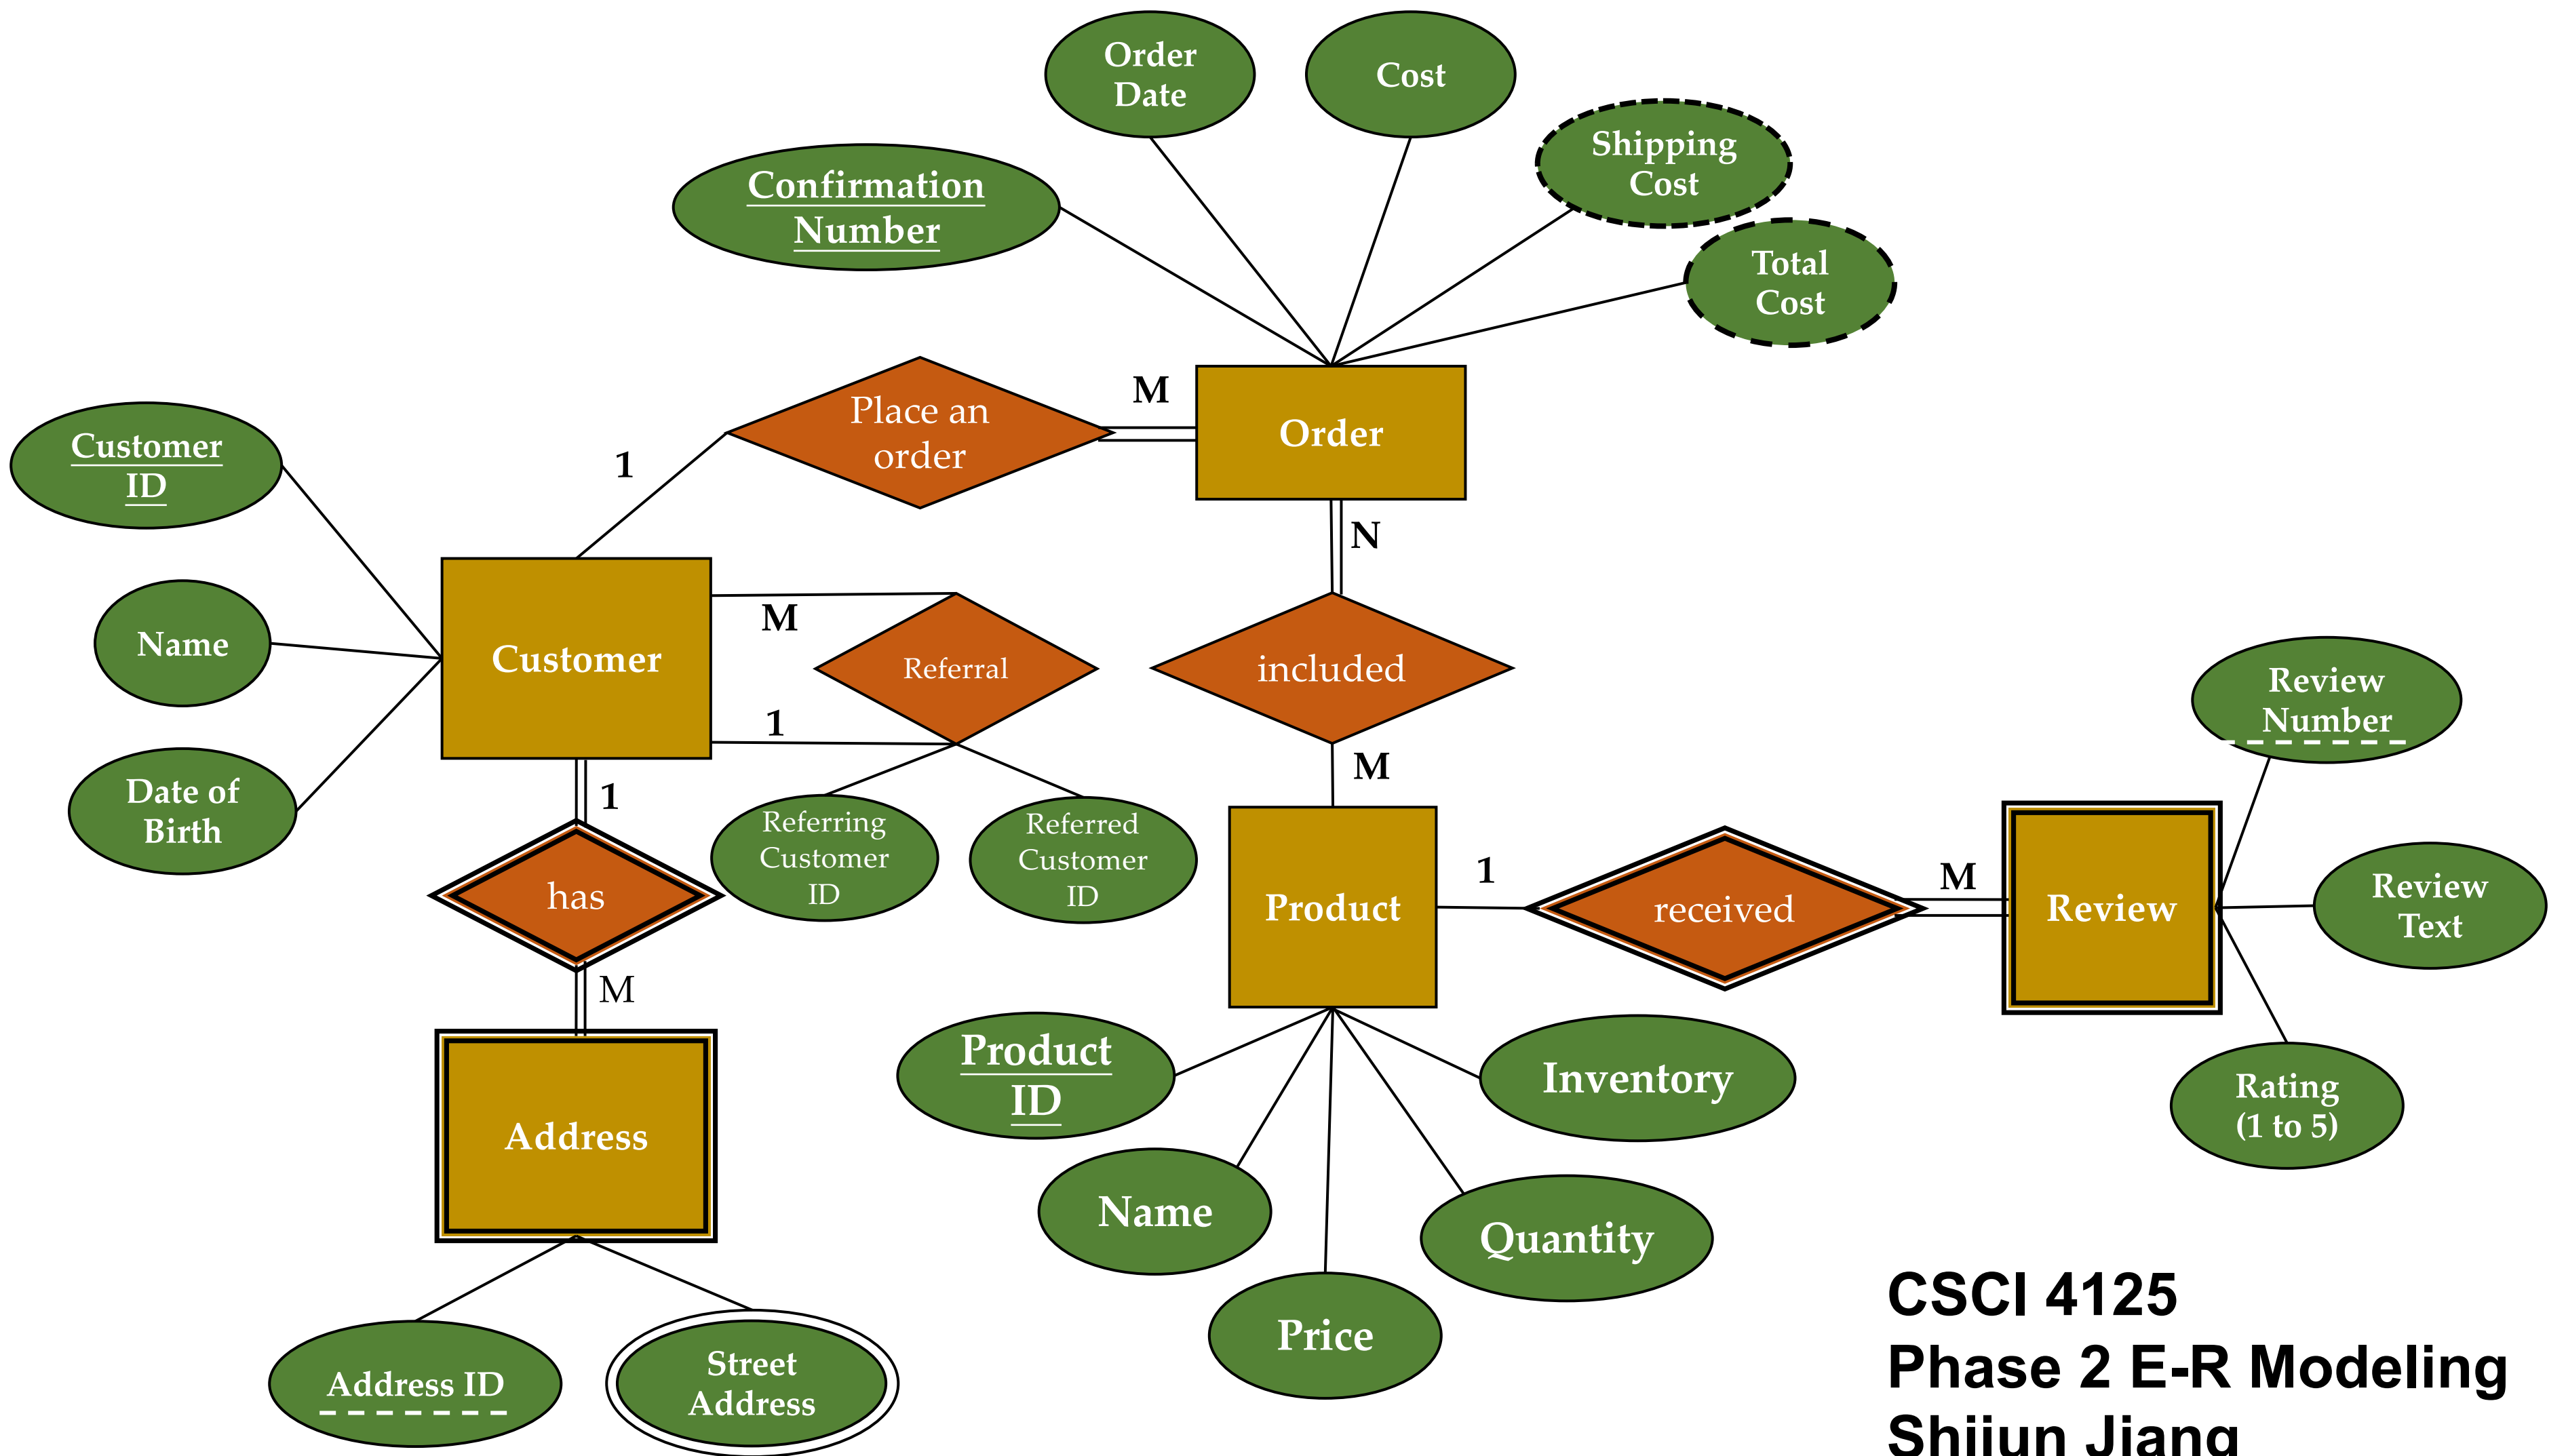 Order
Date
Cost
Shipping
Cost
Confirmation
Number
Total
Cost
Place an
order
M
Order
1
Customer
ID
N
M
Customer
Name
Referral
included
1
M
Review
Number
Date of
Birth
1
Referring
Customer
ID
Referred
Customer
ID
has
Product
1
received
M
Review
Review
Text
M
Product
ID
Inventory
Rating
(1 to 5)
Address
Name
Quantity
Price
Address ID
Street
Address
CSCI 4125
Phase 2 E-R Modeling
Shijun Jiang